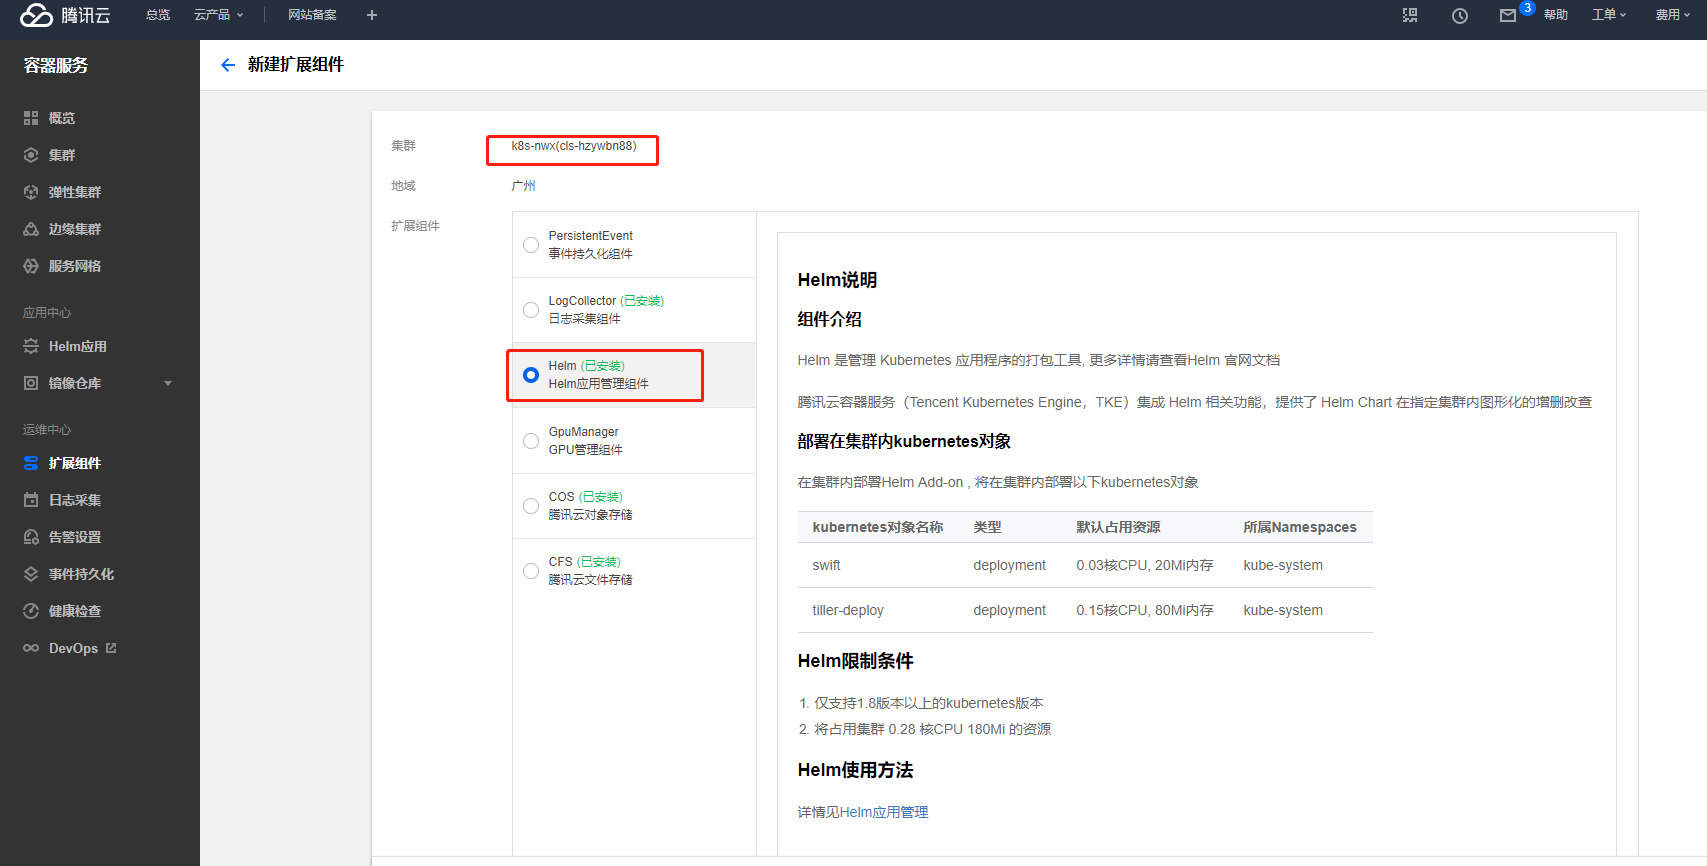 腾讯云
总览
云产品
网站备案
+
3
帮助
工单
费用
容器服务
概览
集群
弹性集群
边缘集群
服务网格
应用中心
Helm应用
镜像仓库
运维中心
扩展组件
日志采集
告警设置
事件持久化
健康检查
DevOps
新建扩展组件
集群
k8s-nwx(cls-hzywbn88)
地域
广州
扩展组件
PersistentEvent
事件持久化组件
LogCollector (已安装)
日志采集组件
Helm (已安装)
Helm应用管理组件
GpuManager
GPU管理组件
COS (已安装)
腾讯云对象存储
CFS (已安装)
腾讯云文件存储
Helm说明
组件介绍
Helm 是管理 Kubernetes 应用程序的打包工具, 更多详情请查看Helm 官网文档
腾讯云容器服务（Tencent Kubernetes Engine，TKE）集成 Helm 相关功能，提供了 Helm Chart 在指定集群内图形化的增删改查
部署在集群内kubernetes对象
在集群内部署Helm Add-on , 将在集群内部署以下kubernetes对象
kubernetes对象名称 类型 默认占用资源 所属Namespaces
swift deployment 0.03核CPU, 20Mi内存 kube-system
tiller-deploy deployment 0.15核CPU, 80Mi内存 kube-system
Helm限制条件
1. 仅支持1.8版本以上的kubernetes版本
2. 将占用集群 0.28 核CPU 180Mi 的资源
Helm使用方法
详情见Helm应用管理